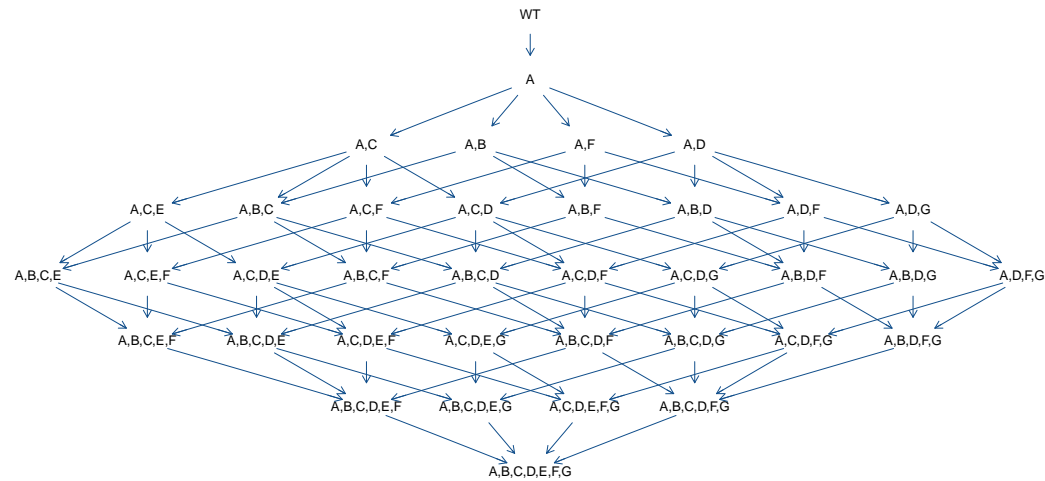 WT
A
A,C A,B A,F A,D
A,C,E A,B,C A,C,F A,C,D A,B,F A,B,D A,D,F A,D,G
A,B,C,E A,C,E,F A,C,D,E A,B,C,F A,B,C,D A,C,D,F A,C,D,G A,B,D,F A,B,D,G A,D,F,G
A,B,C,E,F A,B,C,D,E A,C,D,E,F A,C,D,E,G A,B,C,D,F A,B,C,D,G A,C,D,F,G A,B,D,F,G
A,B,C,D,E,F A,B,C,D,E,G A,C,D,E,F,G A,B,C,D,F,G
A,B,C,D,E,F,G